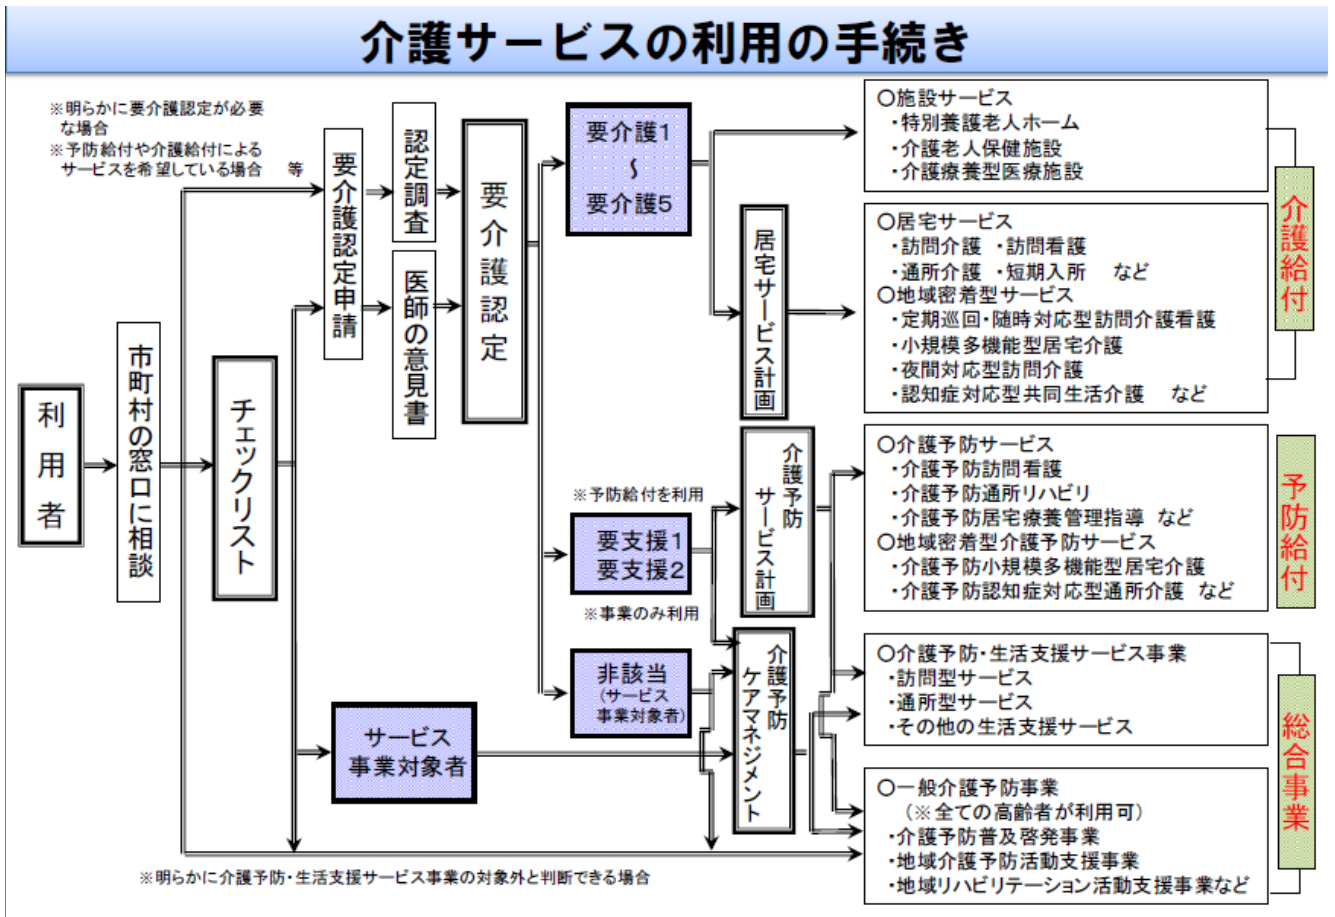 介護サービスの利用の手続き
※明らかに要介護認定が必要
な場合
※予防給付や介護給付による
サービスを希望している場合　等
利用者
市町村の窓口に相談
チェックリスト
要介護認定申請
認定調査
医師の意見書
要介護認定
要介護1
～
要介護5
※予防給付を利用
要支援1
要支援2
※事業のみ利用
非該当
(サービス
事業対象者)
サービス
事業対象者
居宅サービス計画
介護予防
サービス計画
介護予防
ケアマネジメント
○施設サービス
・特別養護老人ホーム
・介護老人保健施設
・介護療養型医療施設
○居宅サービス
・訪問介護 ・訪問看護
・通所介護 ・短期入所　など
○地域密着型サービス
・定期巡回・随時対応型訪問介護看護
・小規模多機能型居宅介護
・夜間対応型訪問介護
・認知症対応型共同生活介護　など
介護給付
○介護予防サービス
・介護予防訪問看護
・介護予防通所リハビリ
・介護予防居宅療養管理指導 など
○地域密着型介護予防サービス
・介護予防小規模多機能型居宅介護
・介護予防認知症対応型通所介護 など
予防給付
○介護予防・生活支援サービス事業
・訪問型サービス
・通所型サービス
・その他の生活支援サービス
○一般介護予防事業
（※全ての高齢者が利用可）
・介護予防普及啓発事業
・地域介護予防活動支援事業
・地域リハビリテーション活動支援事業など
総合事業
※明らかに介護予防・生活支援サービス事業の対象外と判断できる場合